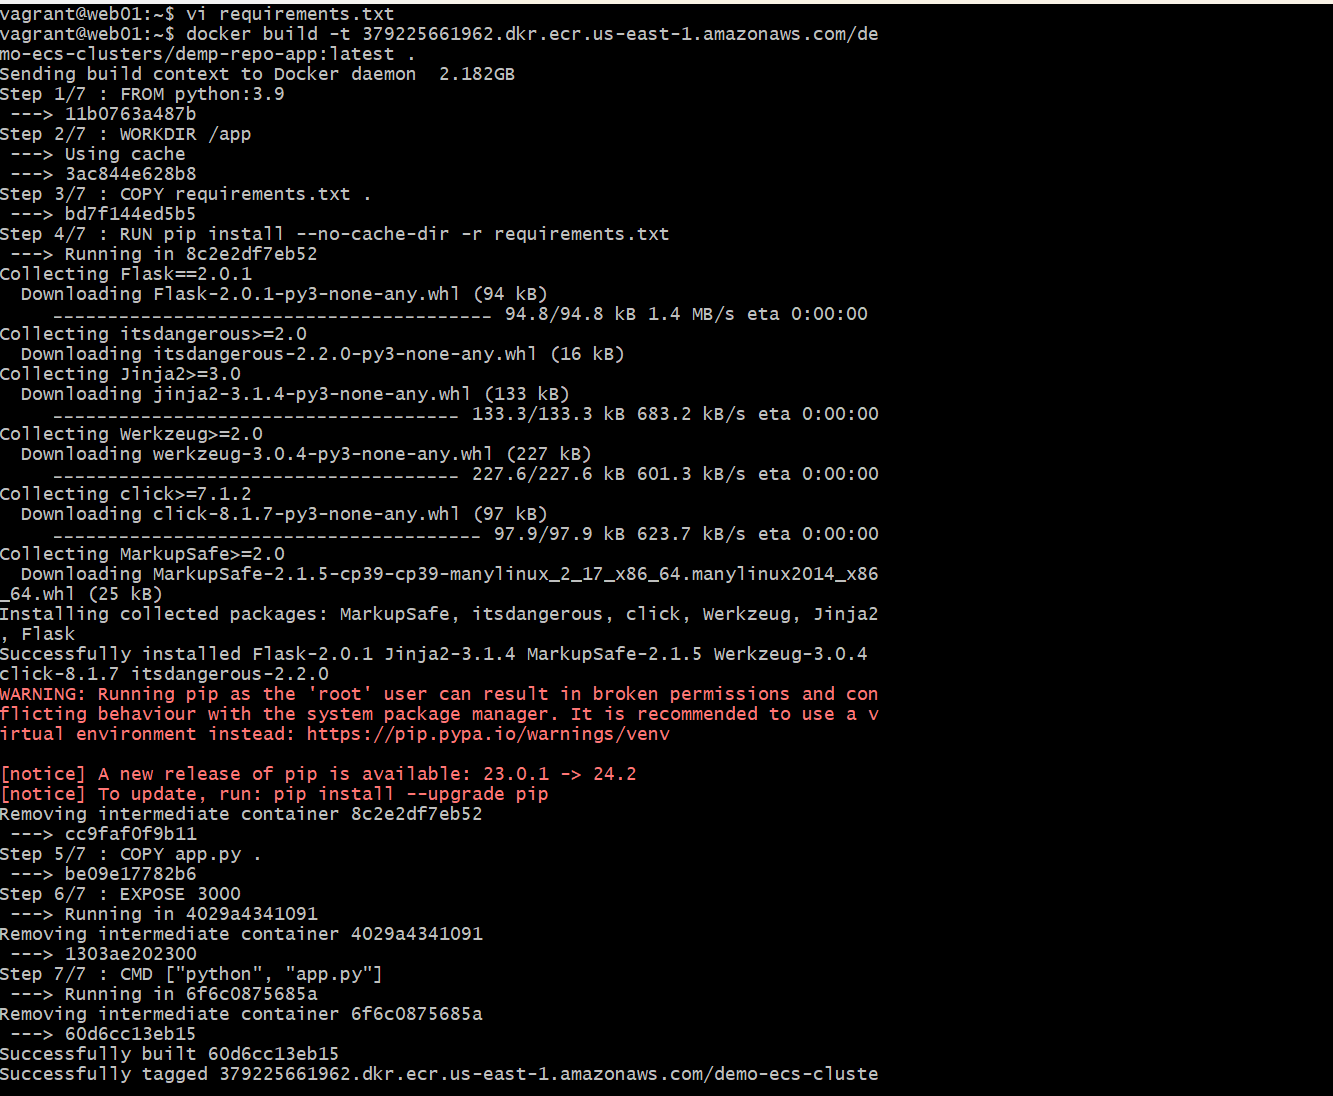 vagrant@web01:~$ vi requirements.txt
vagrant@web01:~$ docker build -t 379225661962.dkr.ecr.us-east-1.amazonaws.com/de
mo-ecs-clusters/demp-repo-app:latest .
Sending build context to Docker daemon  2.182GB
Step 1/7 : FROM python:3.9
 ---> 11b0763a487b
Step 2/7 : WORKDIR /app
 ---> Using cache
 ---> 3ac844e628b8
Step 3/7 : COPY requirements.txt .
 ---> bd7f144ed5b5
Step 4/7 : RUN pip install --no-cache-dir -r requirements.txt
 ---> Running in 8c2e2df7eb52
Collecting Flask==2.0.1
  Downloading Flask-2.0.1-py3-none-any.whl (94 kB)
     ---------------------------------------- 94.8/94.8 kB 1.4 MB/s eta 0:00:00
Collecting itsdangerous>=2.0
  Downloading itsdangerous-2.2.0-py3-none-any.whl (16 kB)
Collecting Jinja2>=3.0
  Downloading jinja2-3.1.4-py3-none-any.whl (133 kB)
     ------------------------------------- 133.3/133.3 kB 683.2 kB/s eta 0:00:00
Collecting Werkzeug>=2.0
  Downloading werkzeug-3.0.4-py3-none-any.whl (227 kB)
     ------------------------------------- 227.6/227.6 kB 601.3 kB/s eta 0:00:00
Collecting click>=7.1.2
  Downloading click-8.1.7-py3-none-any.whl (97 kB)
     --------------------------------------- 97.9/97.9 kB 623.7 kB/s eta 0:00:00
Collecting MarkupSafe>=2.0
  Downloading MarkupSafe-2.1.5-cp39-cp39-manylinux_2_17_x86_64.manylinux2014_x86
_64.whl (25 kB)
Installing collected packages: MarkupSafe, itsdangerous, click, Werkzeug, Jinja2
, Flask
Successfully installed Flask-2.0.1 Jinja2-3.1.4 MarkupSafe-2.1.5 Werkzeug-3.0.4
click-8.1.7 itsdangerous-2.2.0
WARNING: Running pip as the 'root' user can result in broken permissions and con
flicting behaviour with the system package manager. It is recommended to use a v
irtual environment instead: https://pip.pypa.io/warnings/venv

[notice] A new release of pip is available: 23.0.1 -> 24.2
[notice] To update, run: pip install --upgrade pip
Removing intermediate container 8c2e2df7eb52
 ---> cc9faf0f9b11
Step 5/7 : COPY app.py .
 ---> be09e17782b6
Step 6/7 : EXPOSE 3000
 ---> Running in 4029a4341091
Removing intermediate container 4029a4341091
 ---> 1303ae202300
Step 7/7 : CMD ["python", "app.py"]
 ---> Running in 6f6c0875685a
Removing intermediate container 6f6c0875685a
 ---> 60d6cc13eb15
Successfully built 60d6cc13eb15
Successfully tagged 379225661962.dkr.ecr.us-east-1.amazonaws.com/demo-ecs-cluste